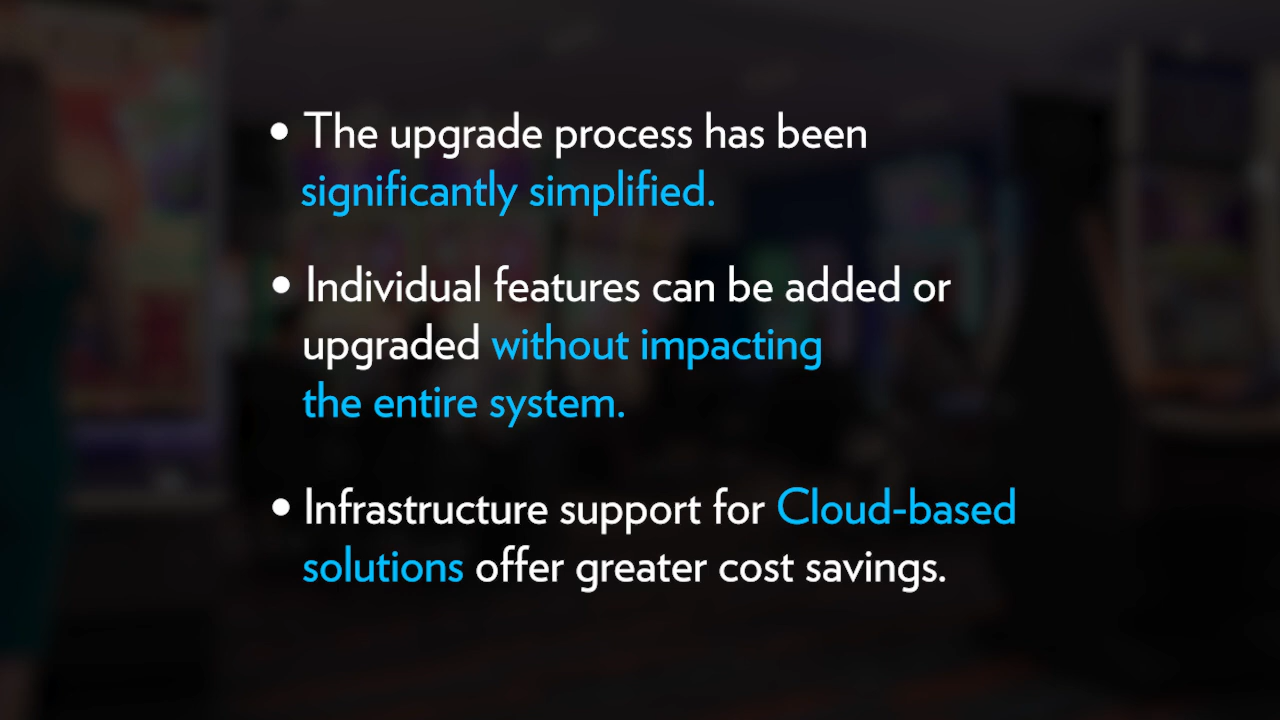 • The upgrade process has been
significantly simplified.
• Individual features can be added or
upgraded without impacting
the entire system.
• Infrastructure support for Cloud-based
solutions offer greater cost savings.